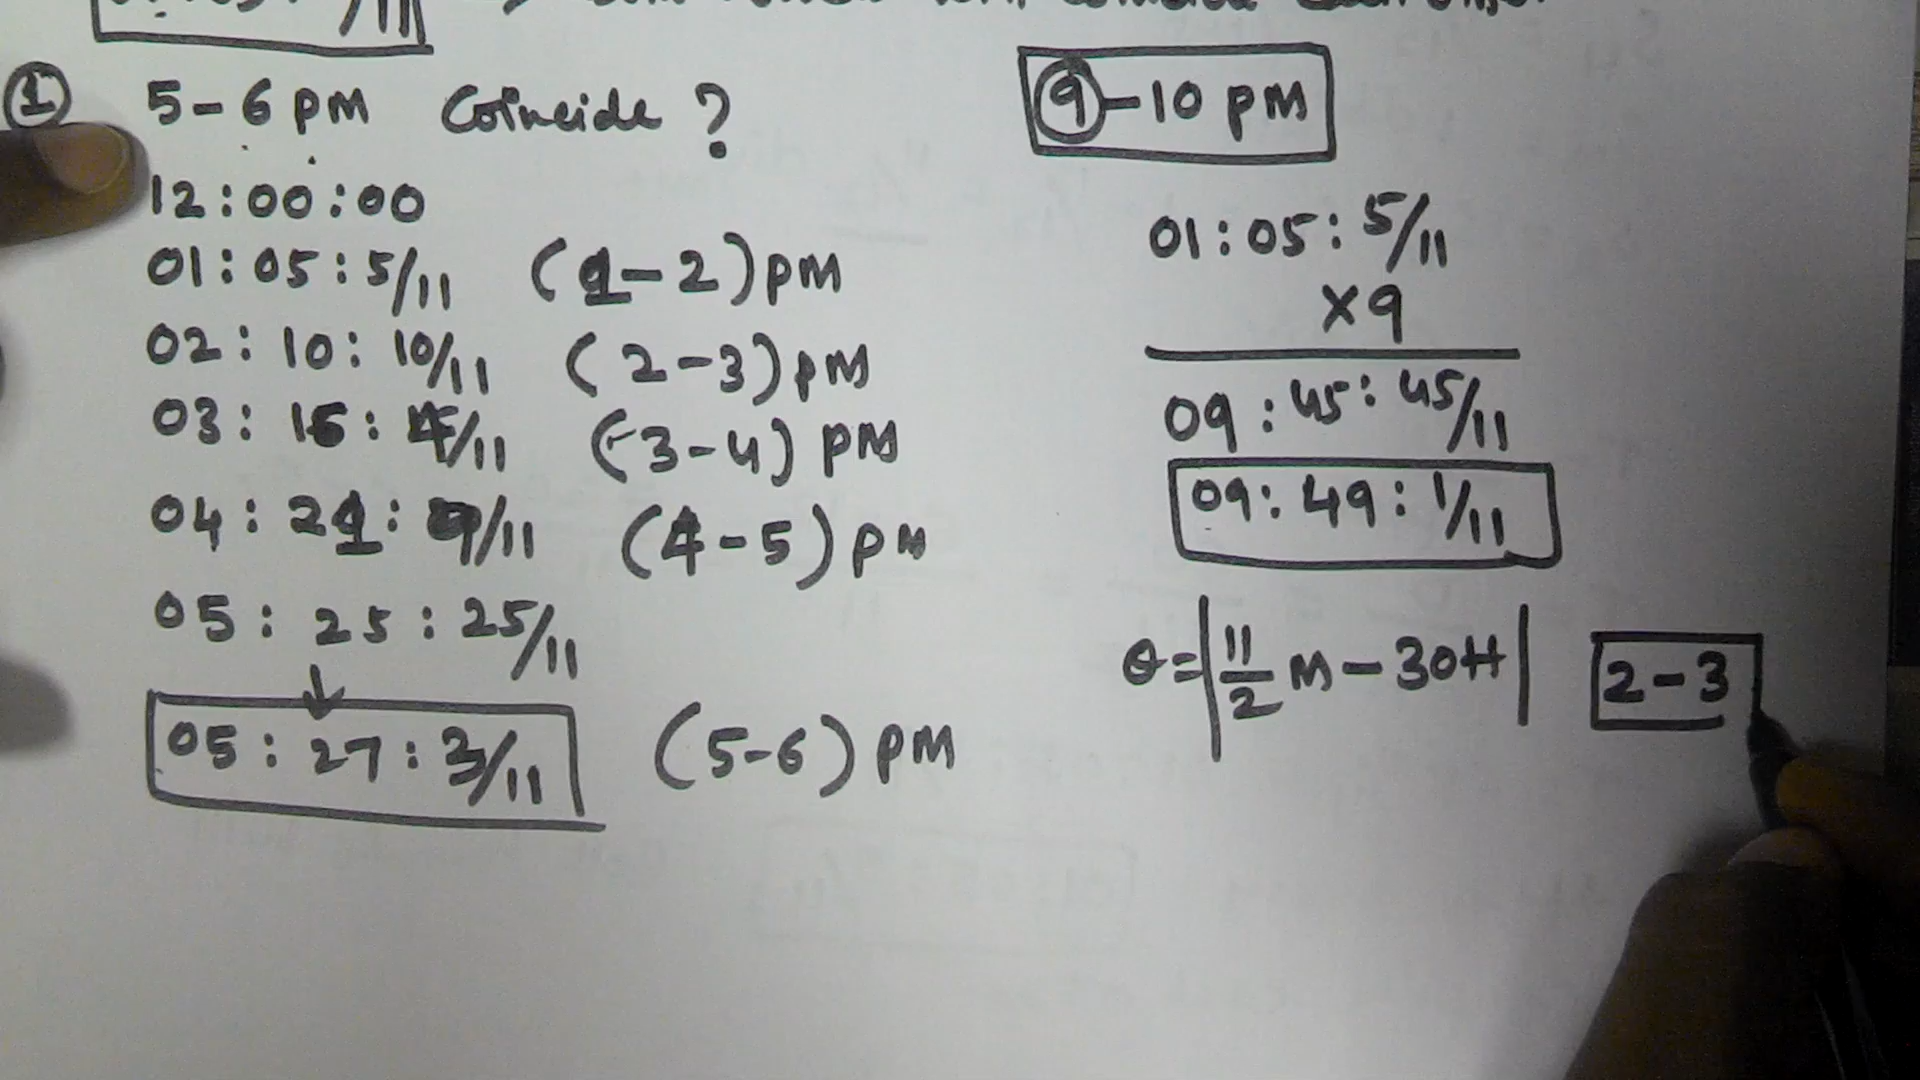 ① 5-6 pm Coincide ?
12:00:00
01:05:5/11 (1-2) pm
02:10:10/11 (2-3) pm
03:16:4/11 (3-4) pm
04:21:9/11 (4-5) pm
05:25:25/11
↓
05:27:3/11 (5-6) pm
9-10 pm
01:05:5/11
×9
09:45:45/11
09:49:1/11
θ=|11/2 M-30H| 2-3